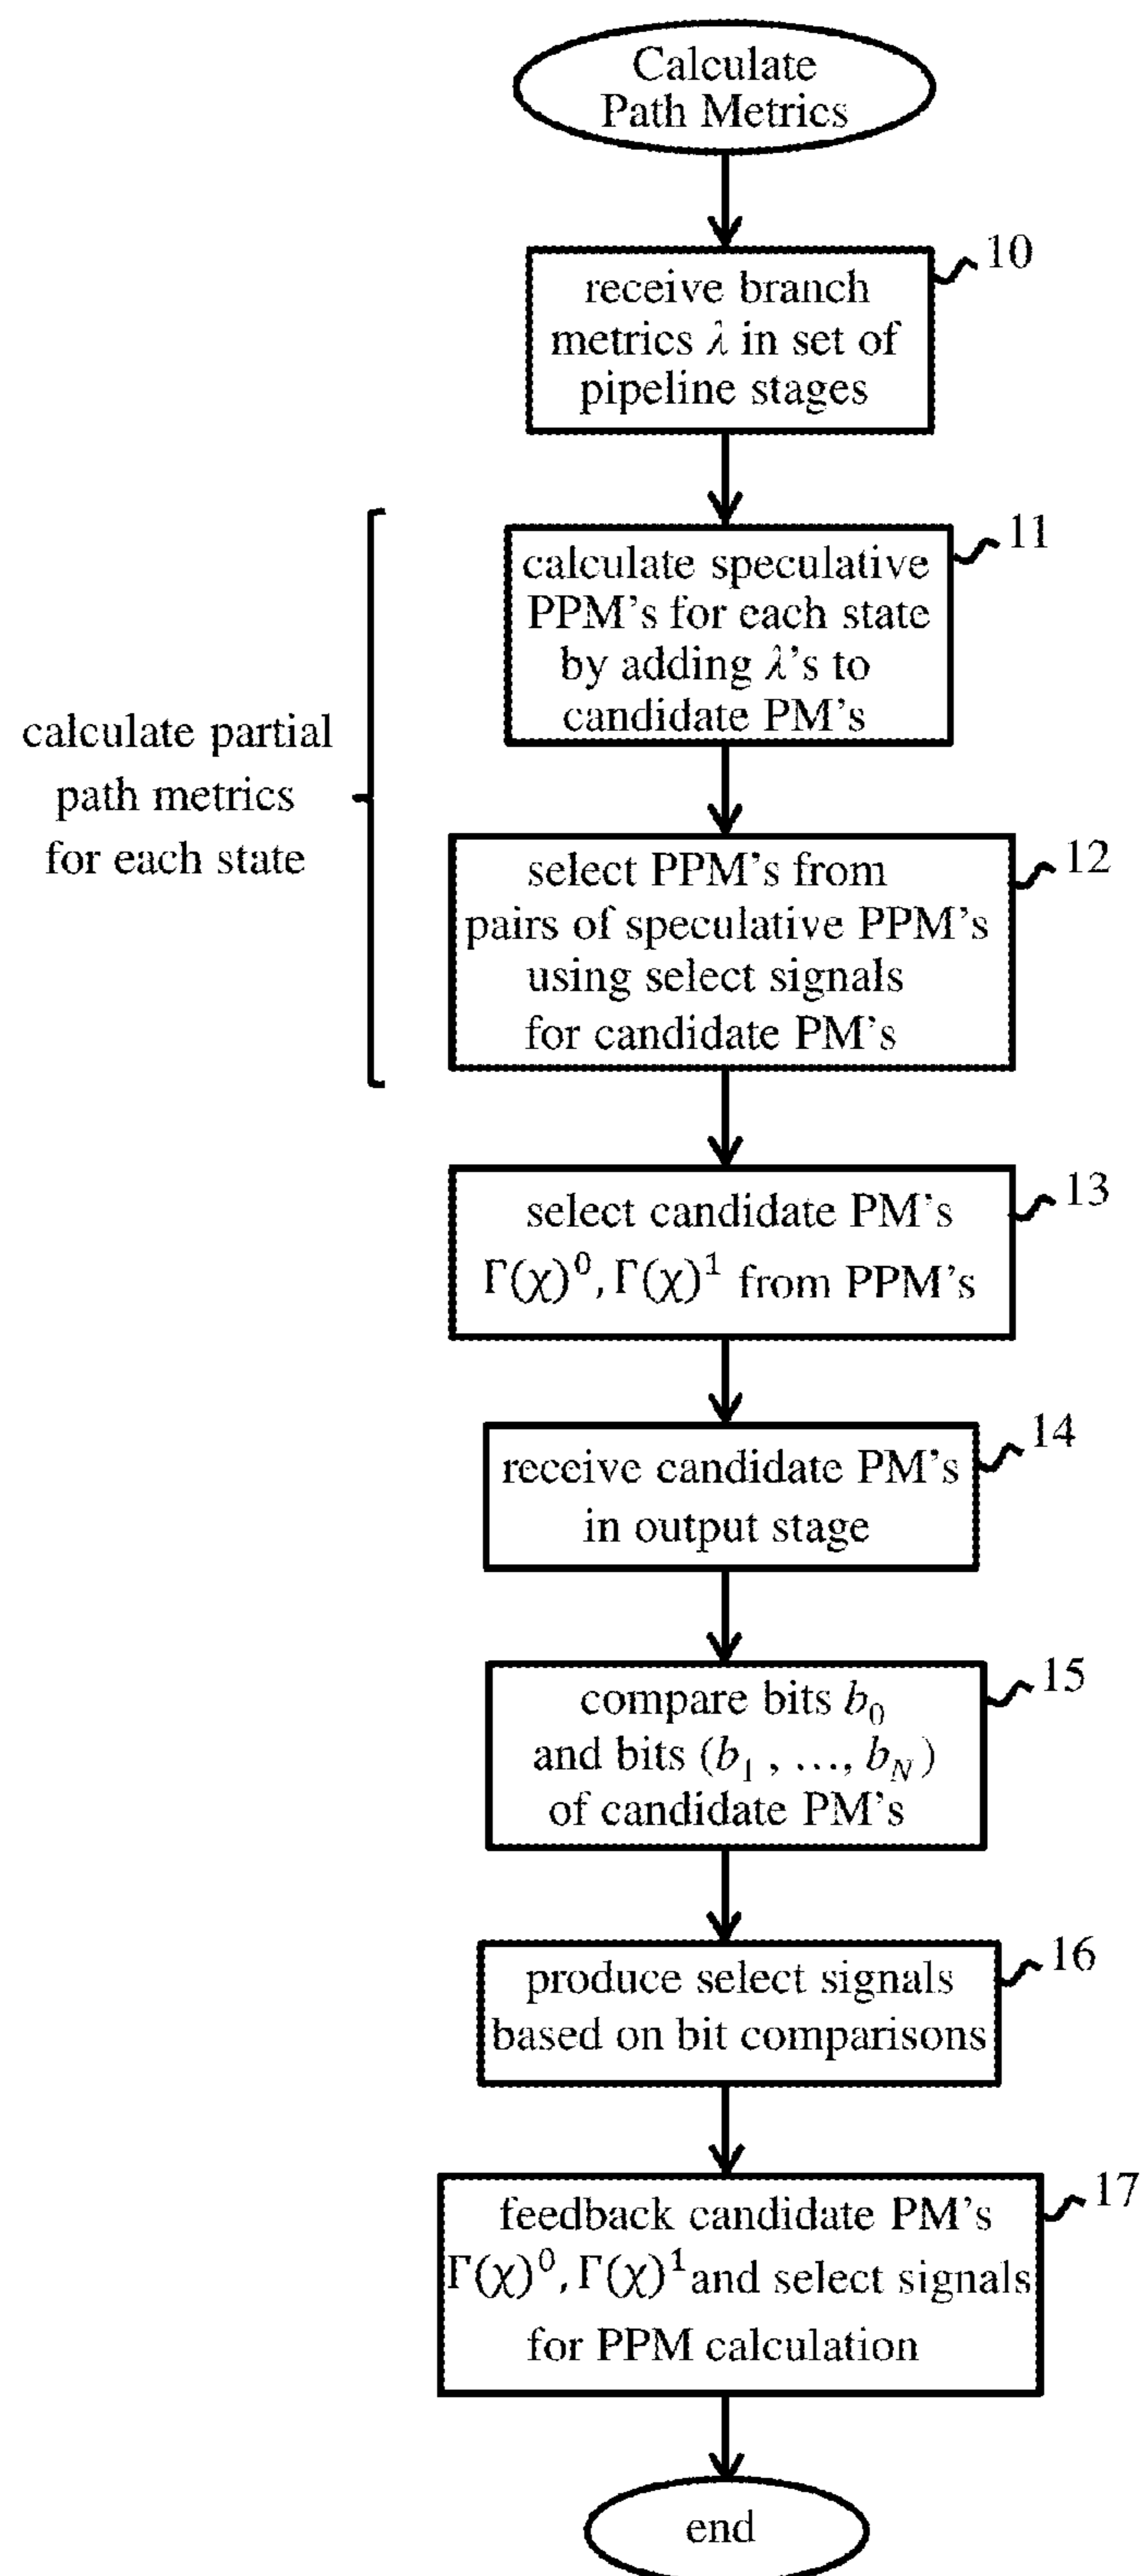 Calculate
Path Metrics
10
receive branch
metrics λ in set of
pipeline stages
11
calculate speculative
PPM's for each state
by adding λ's to
candidate PM's
calculate partial
path metrics
for each state
12
select PPM's from
pairs of speculative PPM's
using select signals
for candidate PM's
13
select candidate PM's
Γ(χ)⁰, Γ(χ)¹ from PPM's
14
receive candidate PM's
in output stage
15
compare bits b₀
and bits (b₁ , ..., b_N )
of candidate PM's
16
produce select signals
based on bit comparisons
17
feedback candidate PM's
Γ(χ)⁰, Γ(χ)¹ and select signals
for PPM calculation
end